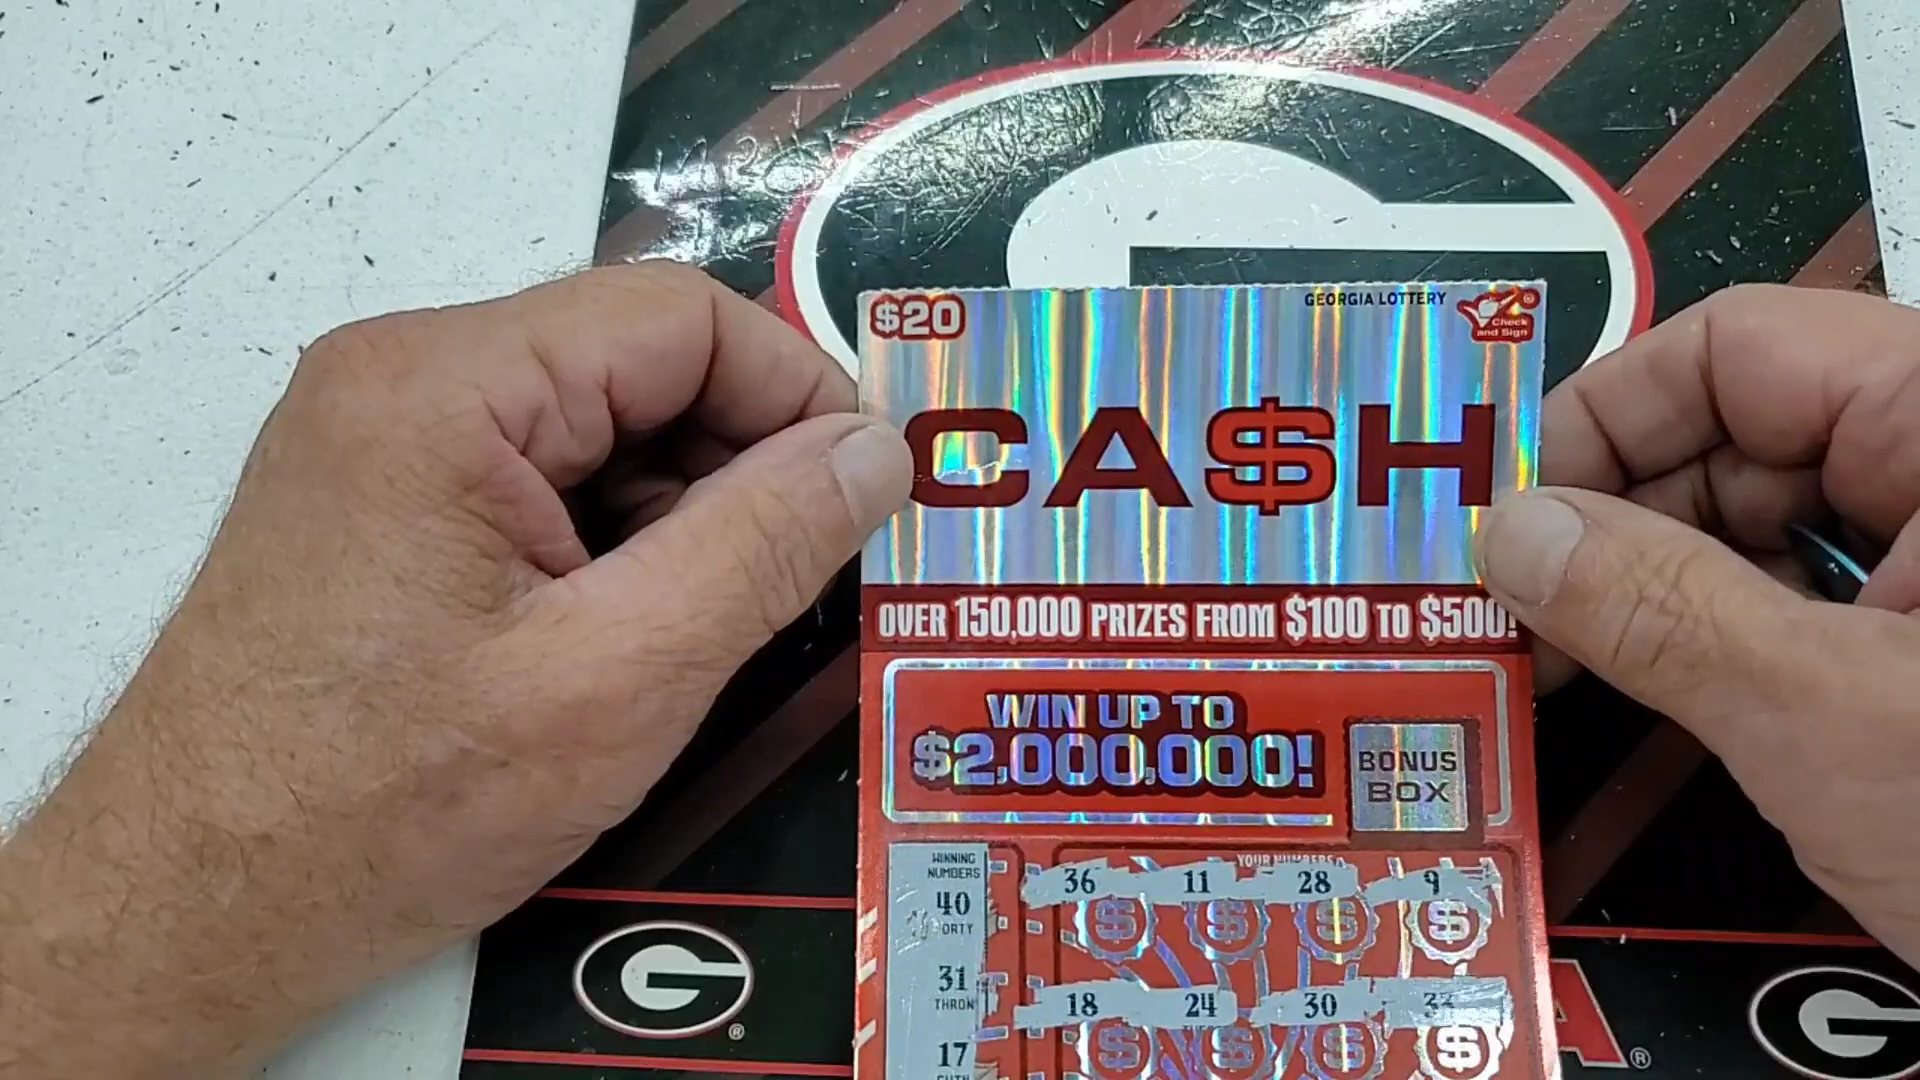 $20
GEORGIA LOTTERY
Check
and Sign
CA$H
OVER 150,000 PRIZES FROM $100 TO $500!
WIN UP TO
$2,000,000!
BONUS
BOX
WINNING
NUMBERS
YOUR NUMBERS
40
ORTY
31
THRON
17
36 11 28 9
$ $ $ $
18 24 30
$ $ $ $
G
G
G
A
®
®